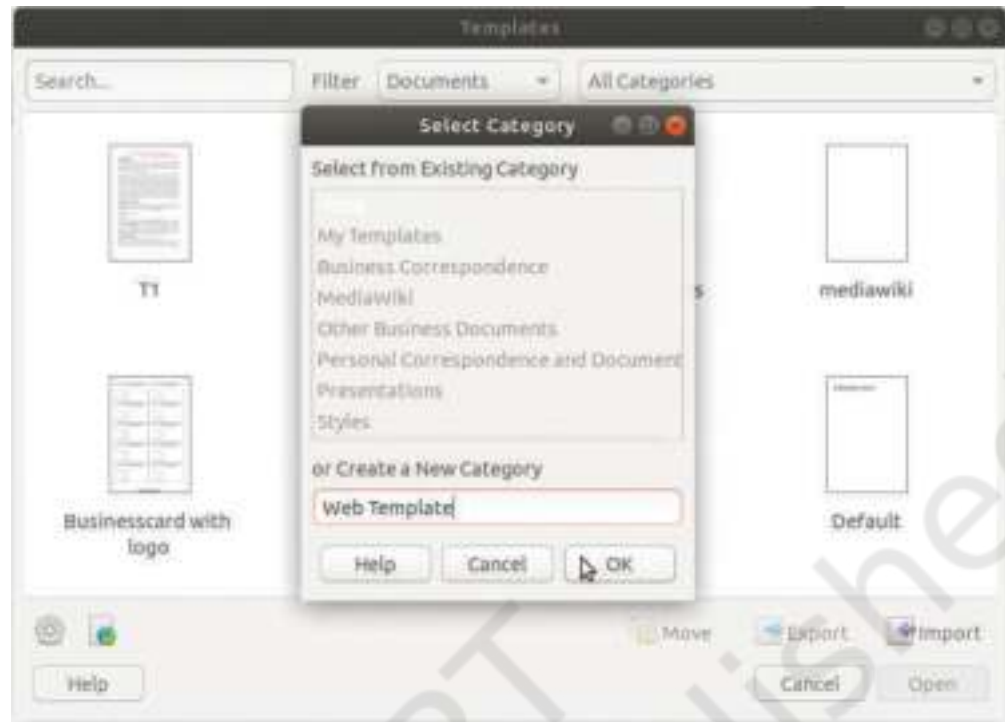 Templates
Search... Filter Documents All Categories
Select Category
Select from Existing Category
My Templates
Business Correspondence
MediaWiki
Other Business Documents
Personal Correspondence and Document
Presentations
Styles
or Create a New Category
Web Template
Help Cancel OK
T1
mediawiki
Businesscard with
logo
Default
Move Export Import
Help Cancel Open